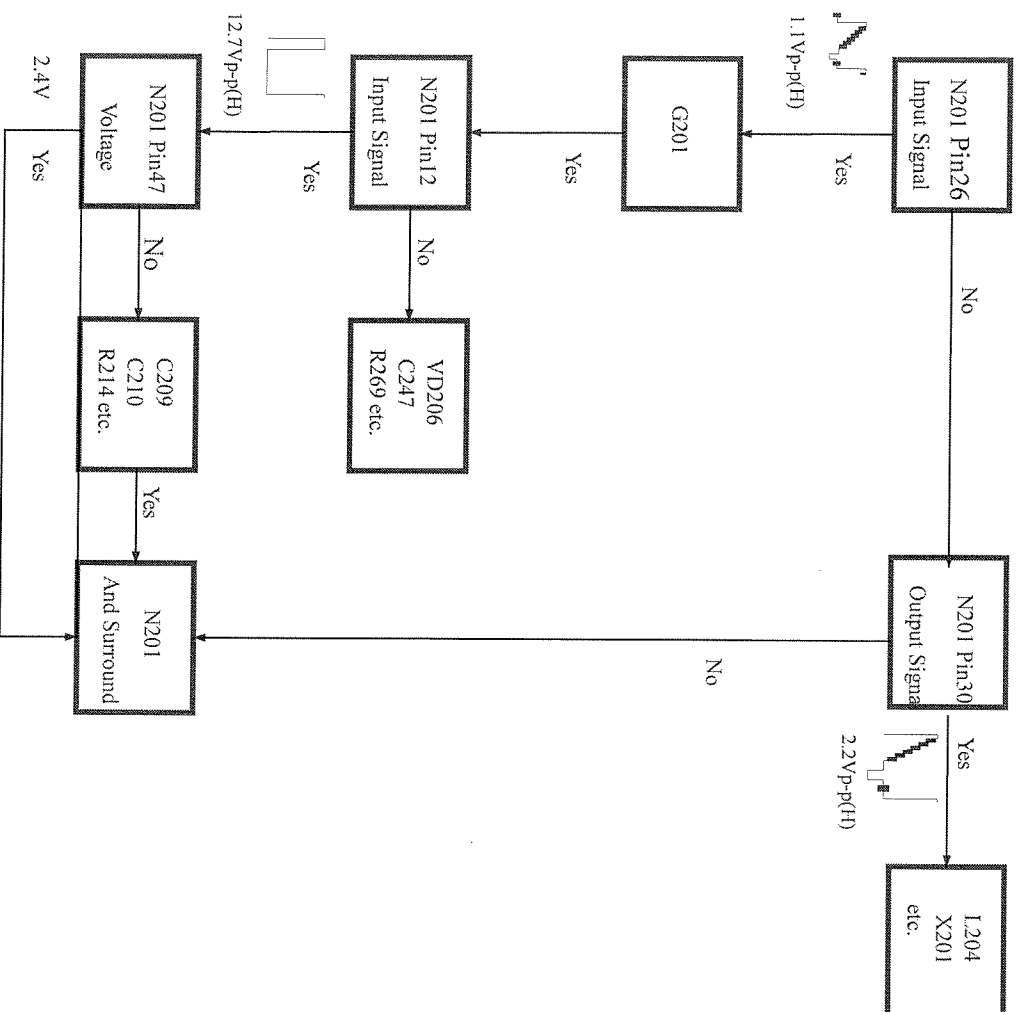 N201 Pin26
Input Signal
1.1Vp-p(H)
Yes
No
G201
Yes
N201 Pin12
Input Signal
12.7Vp-p(H)
Yes
No
VD206
C247
R269 etc.
N201 Pin47
Voltage
2.4V
Yes
No
C209
C210
R214 etc.
Yes
N201
And Surround
No
N201 Pin30
Output Signa
Yes
2.2Vp-p(H)
L204
X201
etc.